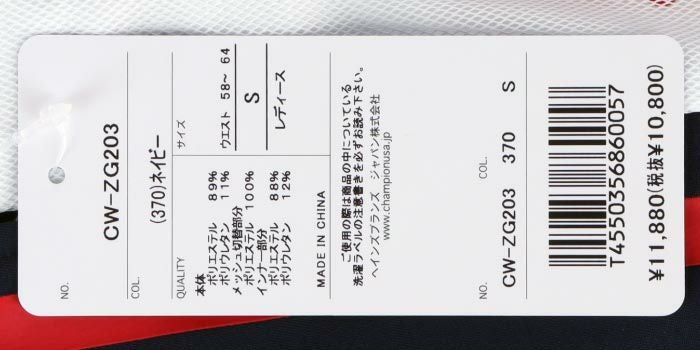 NO.
CW-ZG203
COL.
(370)ネイビー
サイズ
ウエスト 58～ 64
S
レディース
QUALITY
本体
ポリエステル 89%
ポリウレタン 11%
メッシュ切替部分
ポリエステル 100%
インナー部分
ポリエステル 88%
ポリウレタン 12%
MADE IN CHINA
ご使用の際は商品の中についている
洗濯ラベルの注意書きを必ずお読み下さい。
ヘインズブランズ ジャパン株式会社
www.championusa.jp
NO. COL.
CW-ZG203 370 S
T4550356860057
¥11,880(税抜¥10,800)